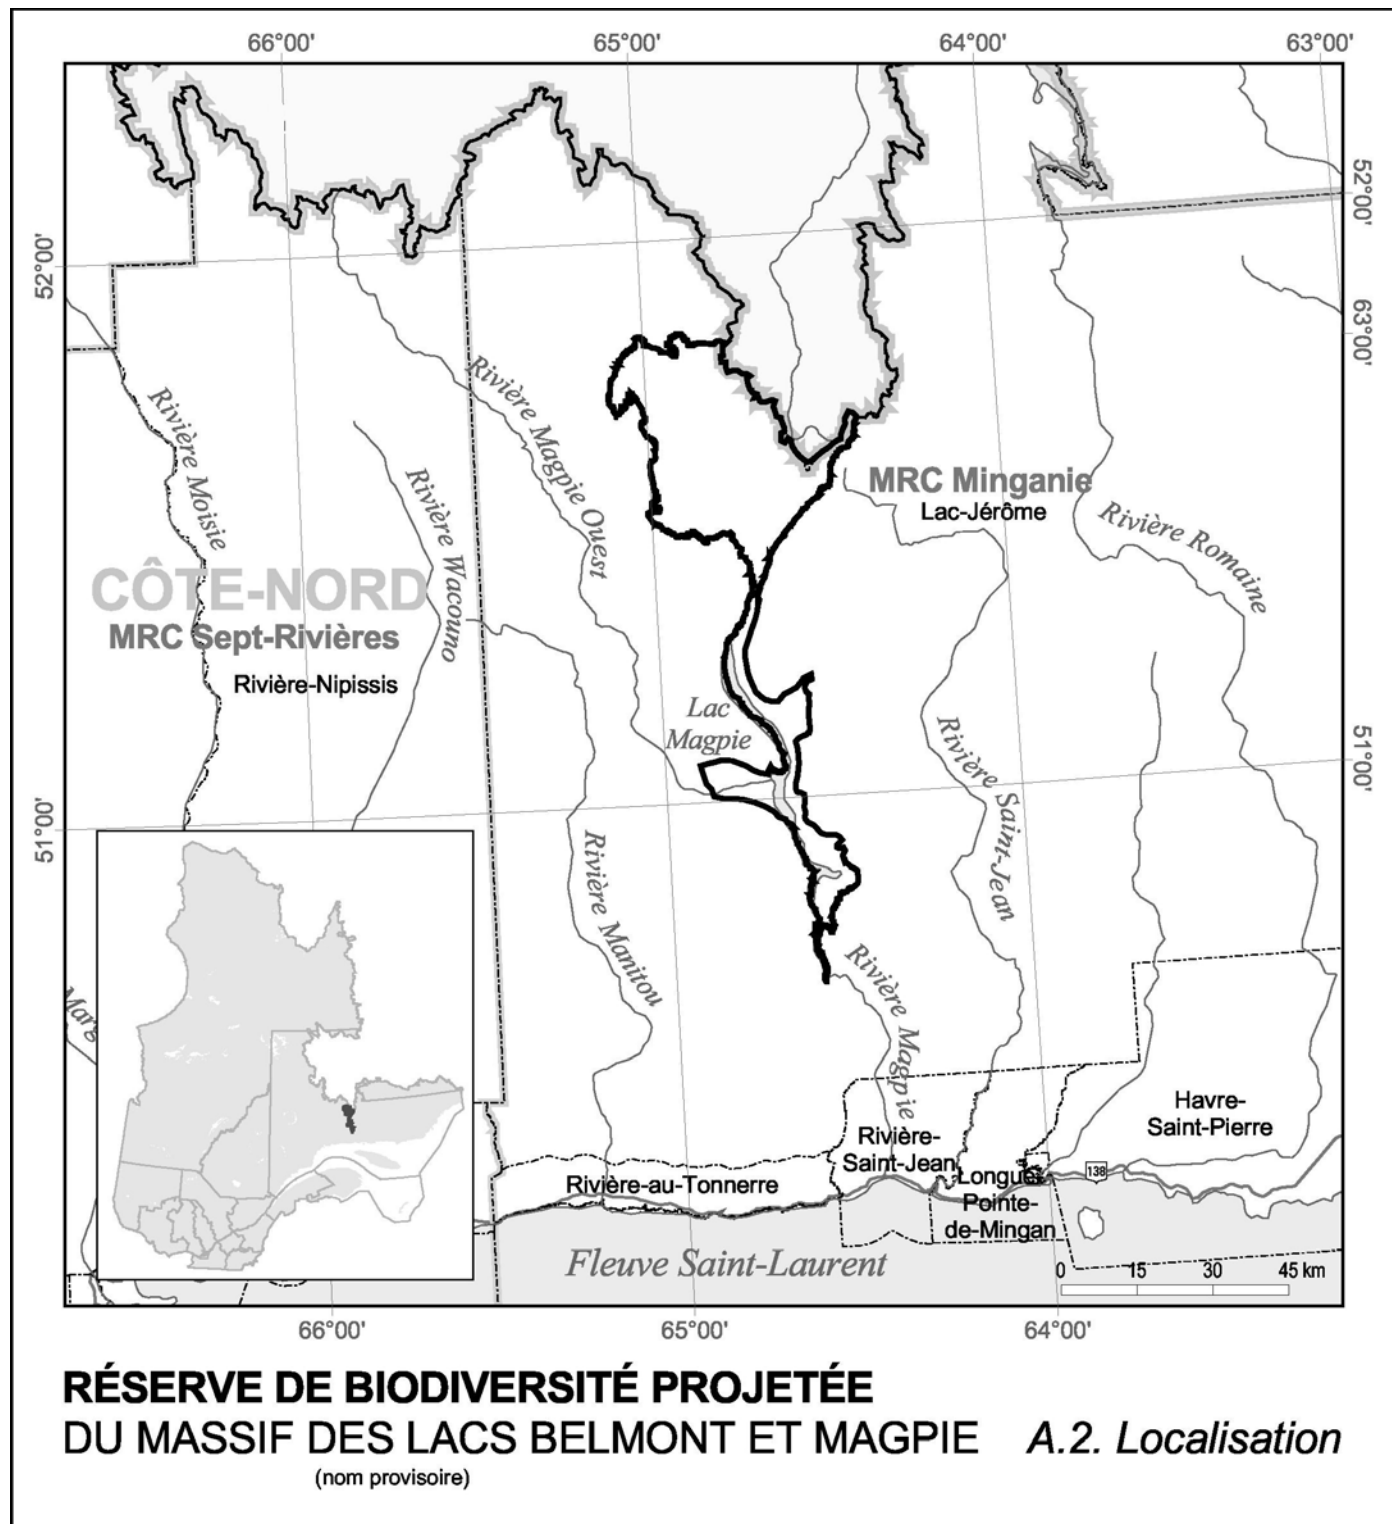 66°00'
65°00'
64°00'
63°00'
52°00'
52°00'
63°00'
Rivière Moisie
Rivière Wacouno
Rivière Magpie Ouest
MRC Minganie
Lac-Jérôme
Rivière Romaine
CÔTE-NORD
MRC Sept-Rivières
Rivière-Nipissis
Lac
Magpie
Rivière Saint-Jean
51°00'
51°00'
Rivière Manitou
Rivière Magpie
Marg
Havre-
Saint-Pierre
Rivière-
Saint-Jean
Rivière-au-Tonnerre
Longue-
Pointe-
de-Mingan
138
Fleuve Saint-Laurent
0 15 30 45 km
66°00'
65°00'
64°00'
RÉSERVE DE BIODIVERSITÉ PROJETÉE
DU MASSIF DES LACS BELMONT ET MAGPIE A.2. Localisation
(nom provisoire)